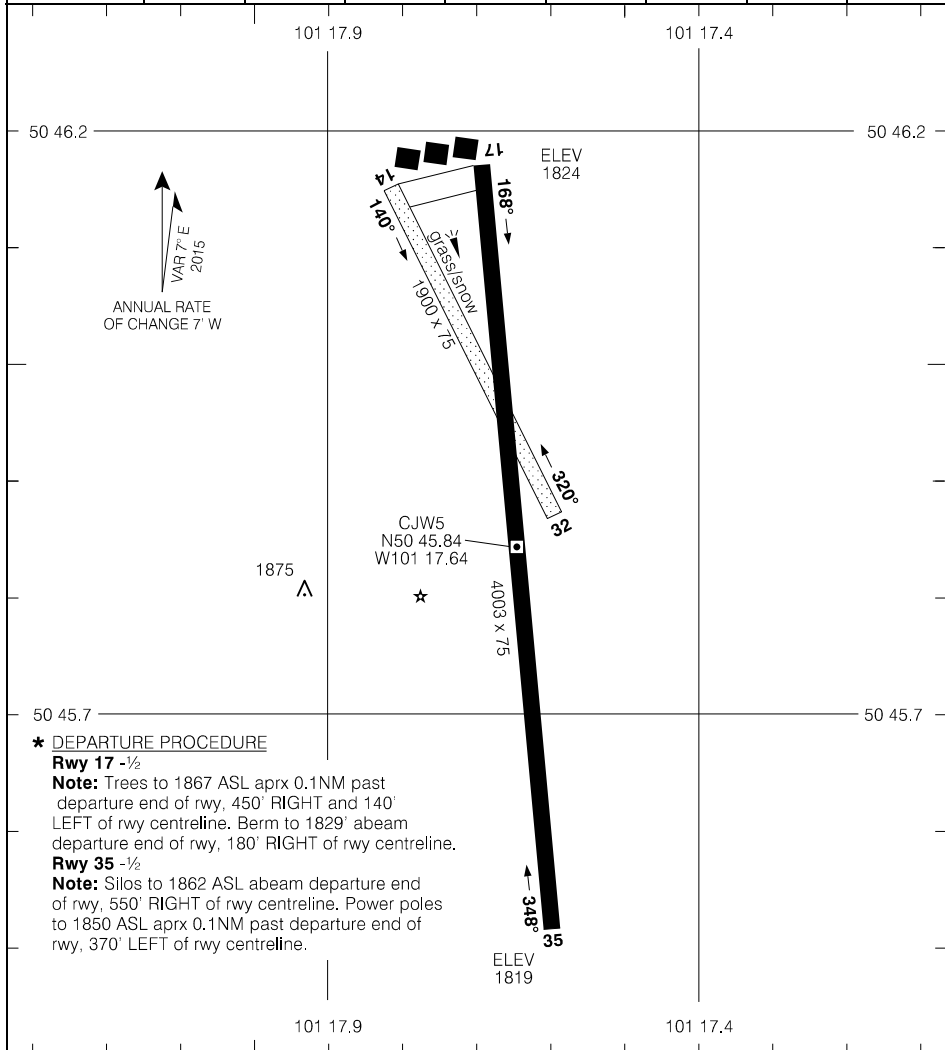 101 17.9
101 17.4
50 46.2
50 46.2
17
ELEV
1824
14
168°
140°
VAR 7° E
2015
grass/snow
ANNUAL RATE
OF CHANGE 7' W
1900 x 75
320°
32
CJW5
N50 45.84
W101 17.64
1875
4003 x 75
50 45.7
50 45.7
* DEPARTURE PROCEDURE
Rwy 17 -½
Note: Trees to 1867 ASL aprx 0.1NM past
departure end of rwy, 450' RIGHT and 140'
LEFT of rwy centreline. Berm to 1829' abeam
departure end of rwy, 180' RIGHT of rwy centreline.
Rwy 35 -½
Note: Silos to 1862 ASL abeam departure end
of rwy, 550' RIGHT of rwy centreline. Power poles
to 1850 ASL aprx 0.1NM past departure end of
rwy, 370' LEFT of rwy centreline.
348°
35
ELEV
1819
101 17.9
101 17.4